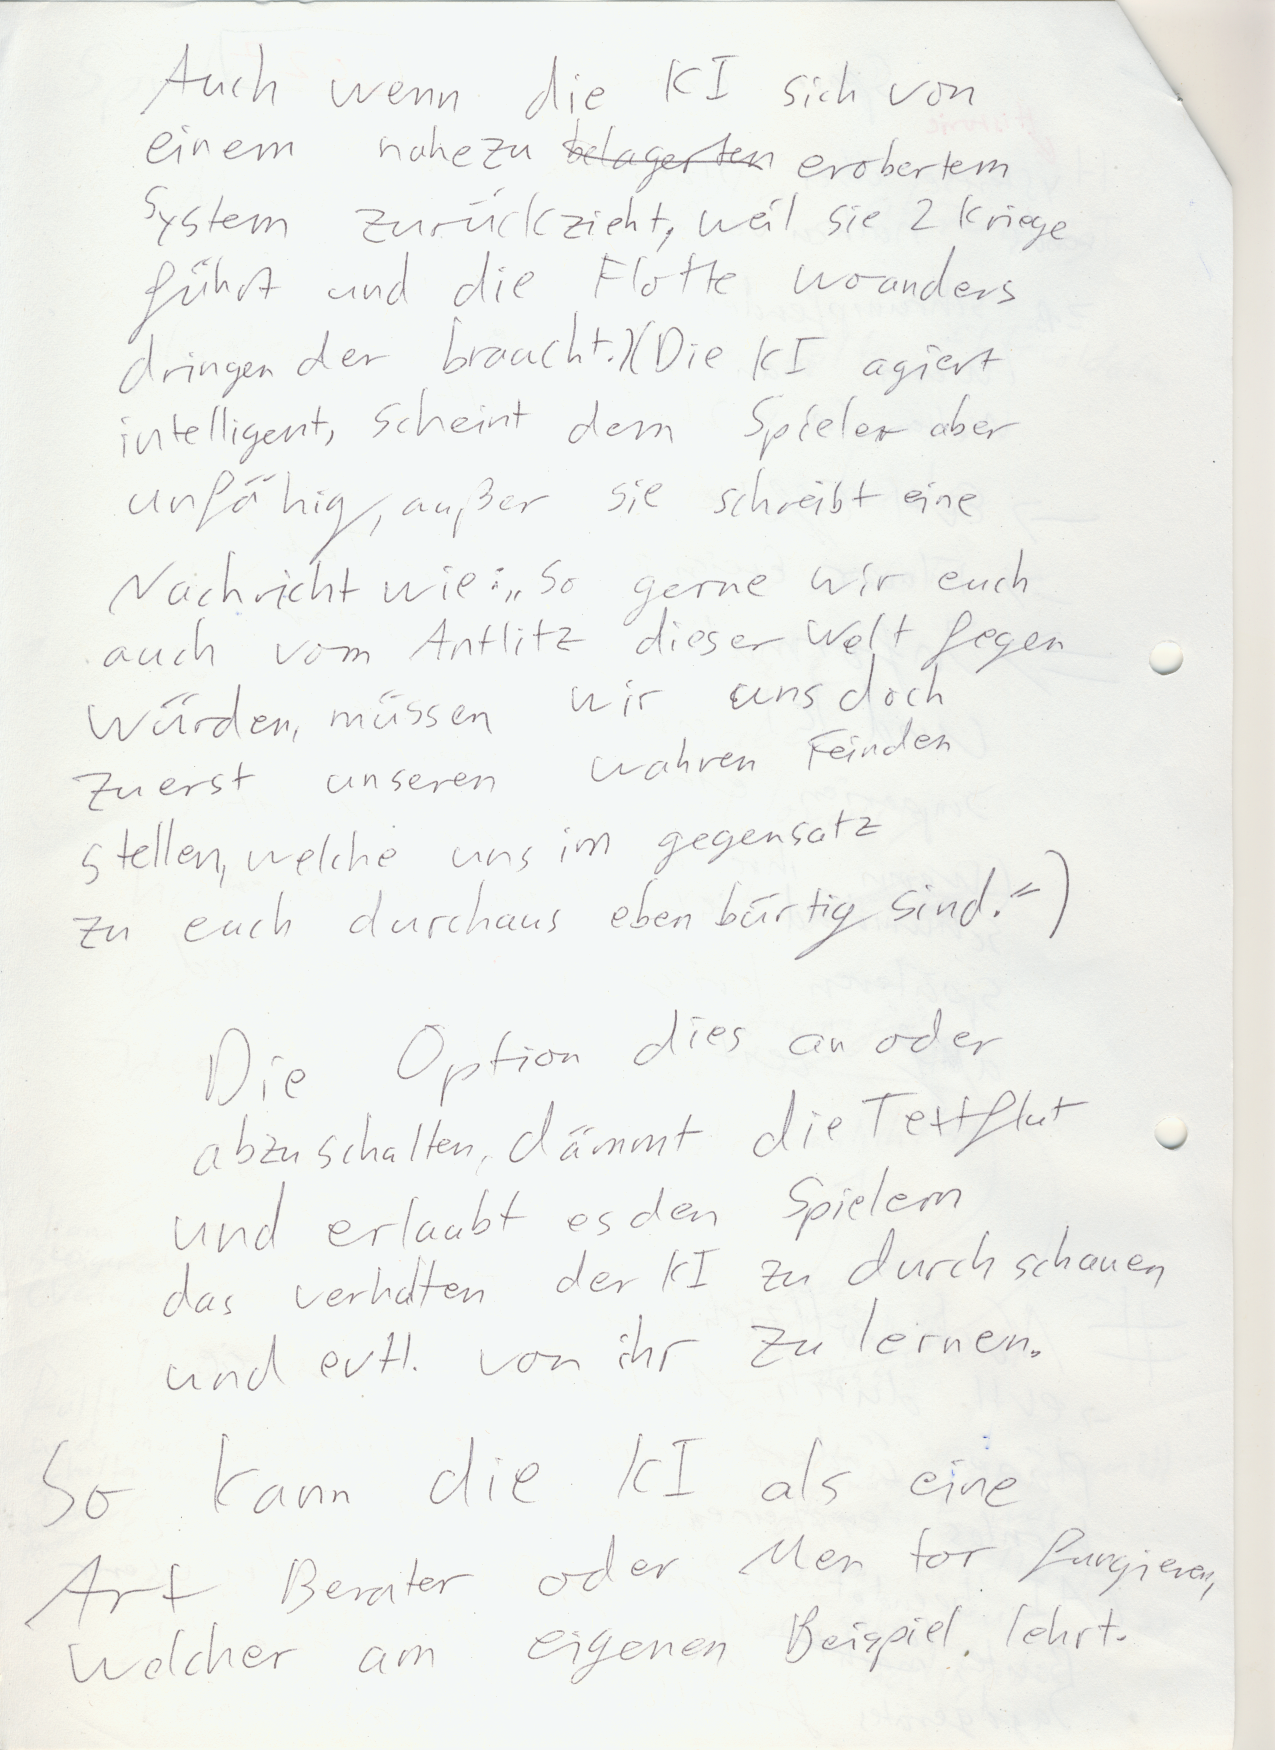 Auch wenn die KI sich von
einem nahezu belagerten erobertem
System zurückzieht, weil sie 2 Kriege
führt und die Flotte woanders
dringender braucht.)(Die KI agiert
intelligent, scheint dem Spieler aber
unfähig, außer sie schreibt eine
Nachricht wie: „So gerne wir euch
auch vom Antlitz dieser Welt fegen
würden, müssen wir uns doch
zuerst unseren wahren Feinden
stellen, welche uns im gegensatz
zu euch durchaus ebenbürtig sind.“)
Die Option dies an oder
abzuschalten, dämmt die Textflut
und erlaubt es den Spielern
das verhalten der KI zu durchschauen
und evtl. von ihr zu lernen.
So kann die KI als eine
Art Berater oder Mentor fungieren,
welcher am eigenen Beispiel lehrt.